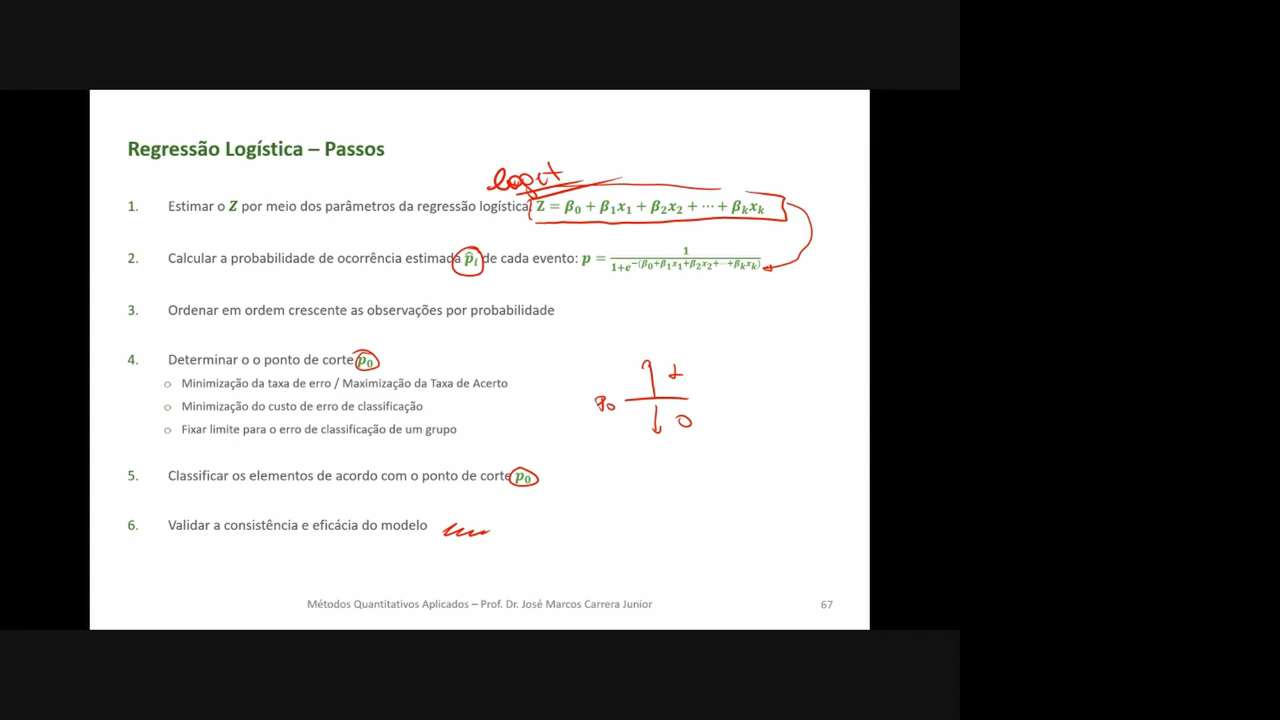 Regressão Logística – Passos
logit
1. Estimar o Z por meio dos parâmetros da regressão logística: Z = β₀ + β₁x₁ + β₂x₂ + ⋯ + βₖxₖ
2. Calcular a probabilidade de ocorrência estimada p̂ᵢ de cada evento: p = 1/(1+e^−(β₀+β₁x₁+β₂x₂+⋯+βₖxₖ))
3. Ordenar em ordem crescente as observações por probabilidade
4. Determinar o o ponto de corte p₀
○ Minimização da taxa de erro / Maximização da Taxa de Acerto
○ Minimização do custo de erro de classificação
○ Fixar limite para o erro de classificação de um grupo
1
p₀
0
5. Classificar os elementos de acordo com o ponto de corte p₀
6. Validar a consistência e eficácia do modelo
Métodos Quantitativos Aplicados – Prof. Dr. José Marcos Carrera Junior
67